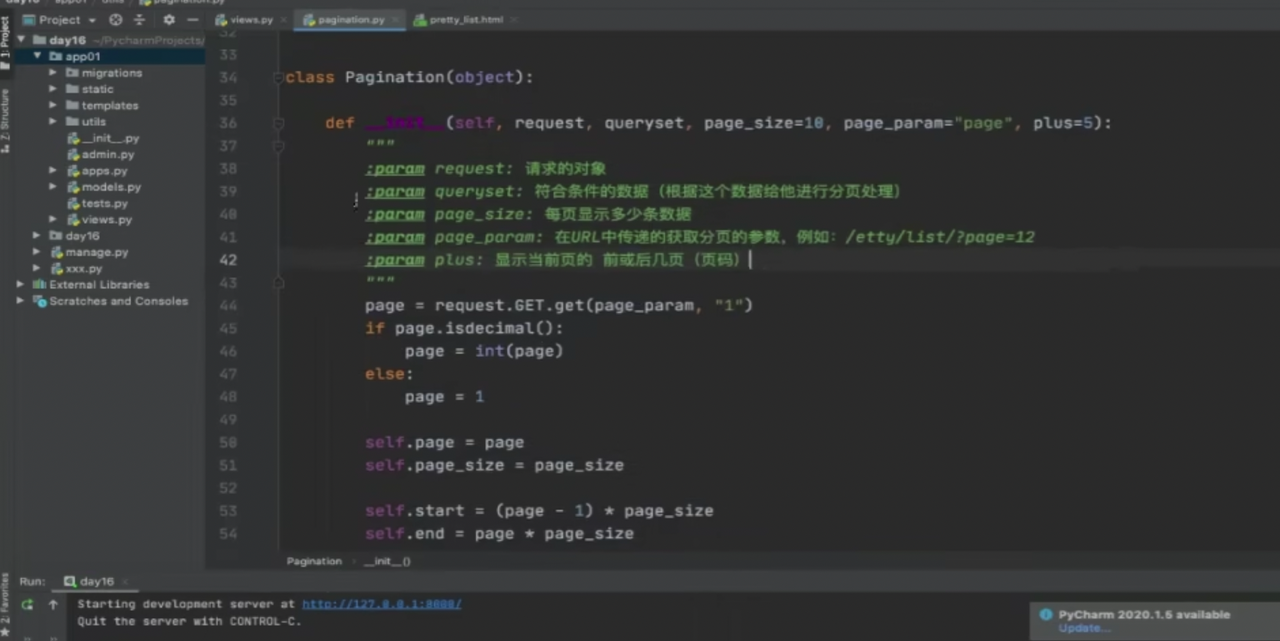 Project
views.py
pagination.py
pretty_list.html
1: Project
2: Structure
2: Favorites
day16 ~/PycharmProjects/
app01
migrations
static
templates
utils
__init__.py
admin.py
apps.py
models.py
tests.py
views.py
day16
manage.py
xxx.py
External Libraries
Scratches and Consoles
32
33
34 class Pagination(object):
35
36 def __init__(self, request, queryset, page_size=10, page_param="page", plus=5):
37 """
38 :param request: 请求的对象
39 :param queryset: 符合条件的数据（根据这个数据给他进行分页处理）
40 :param page_size: 每页显示多少条数据
41 :param page_param: 在URL中传递的获取分页的参数, 例如：/etty/list/?page=12
42 :param plus: 显示当前页的 前或后几页（页码）
43 """
44 page = request.GET.get(page_param, "1")
45 if page.isdecimal():
46 page = int(page)
47 else:
48 page = 1
49
50 self.page = page
51 self.page_size = page_size
52
53 self.start = (page - 1) * page_size
54 self.end = page * page_size
Pagination
__init__()
Run: day16
Starting development server at http://127.0.0.1:8000/
Quit the server with CONTROL-C.
PyCharm 2020.1.5 available
Update...